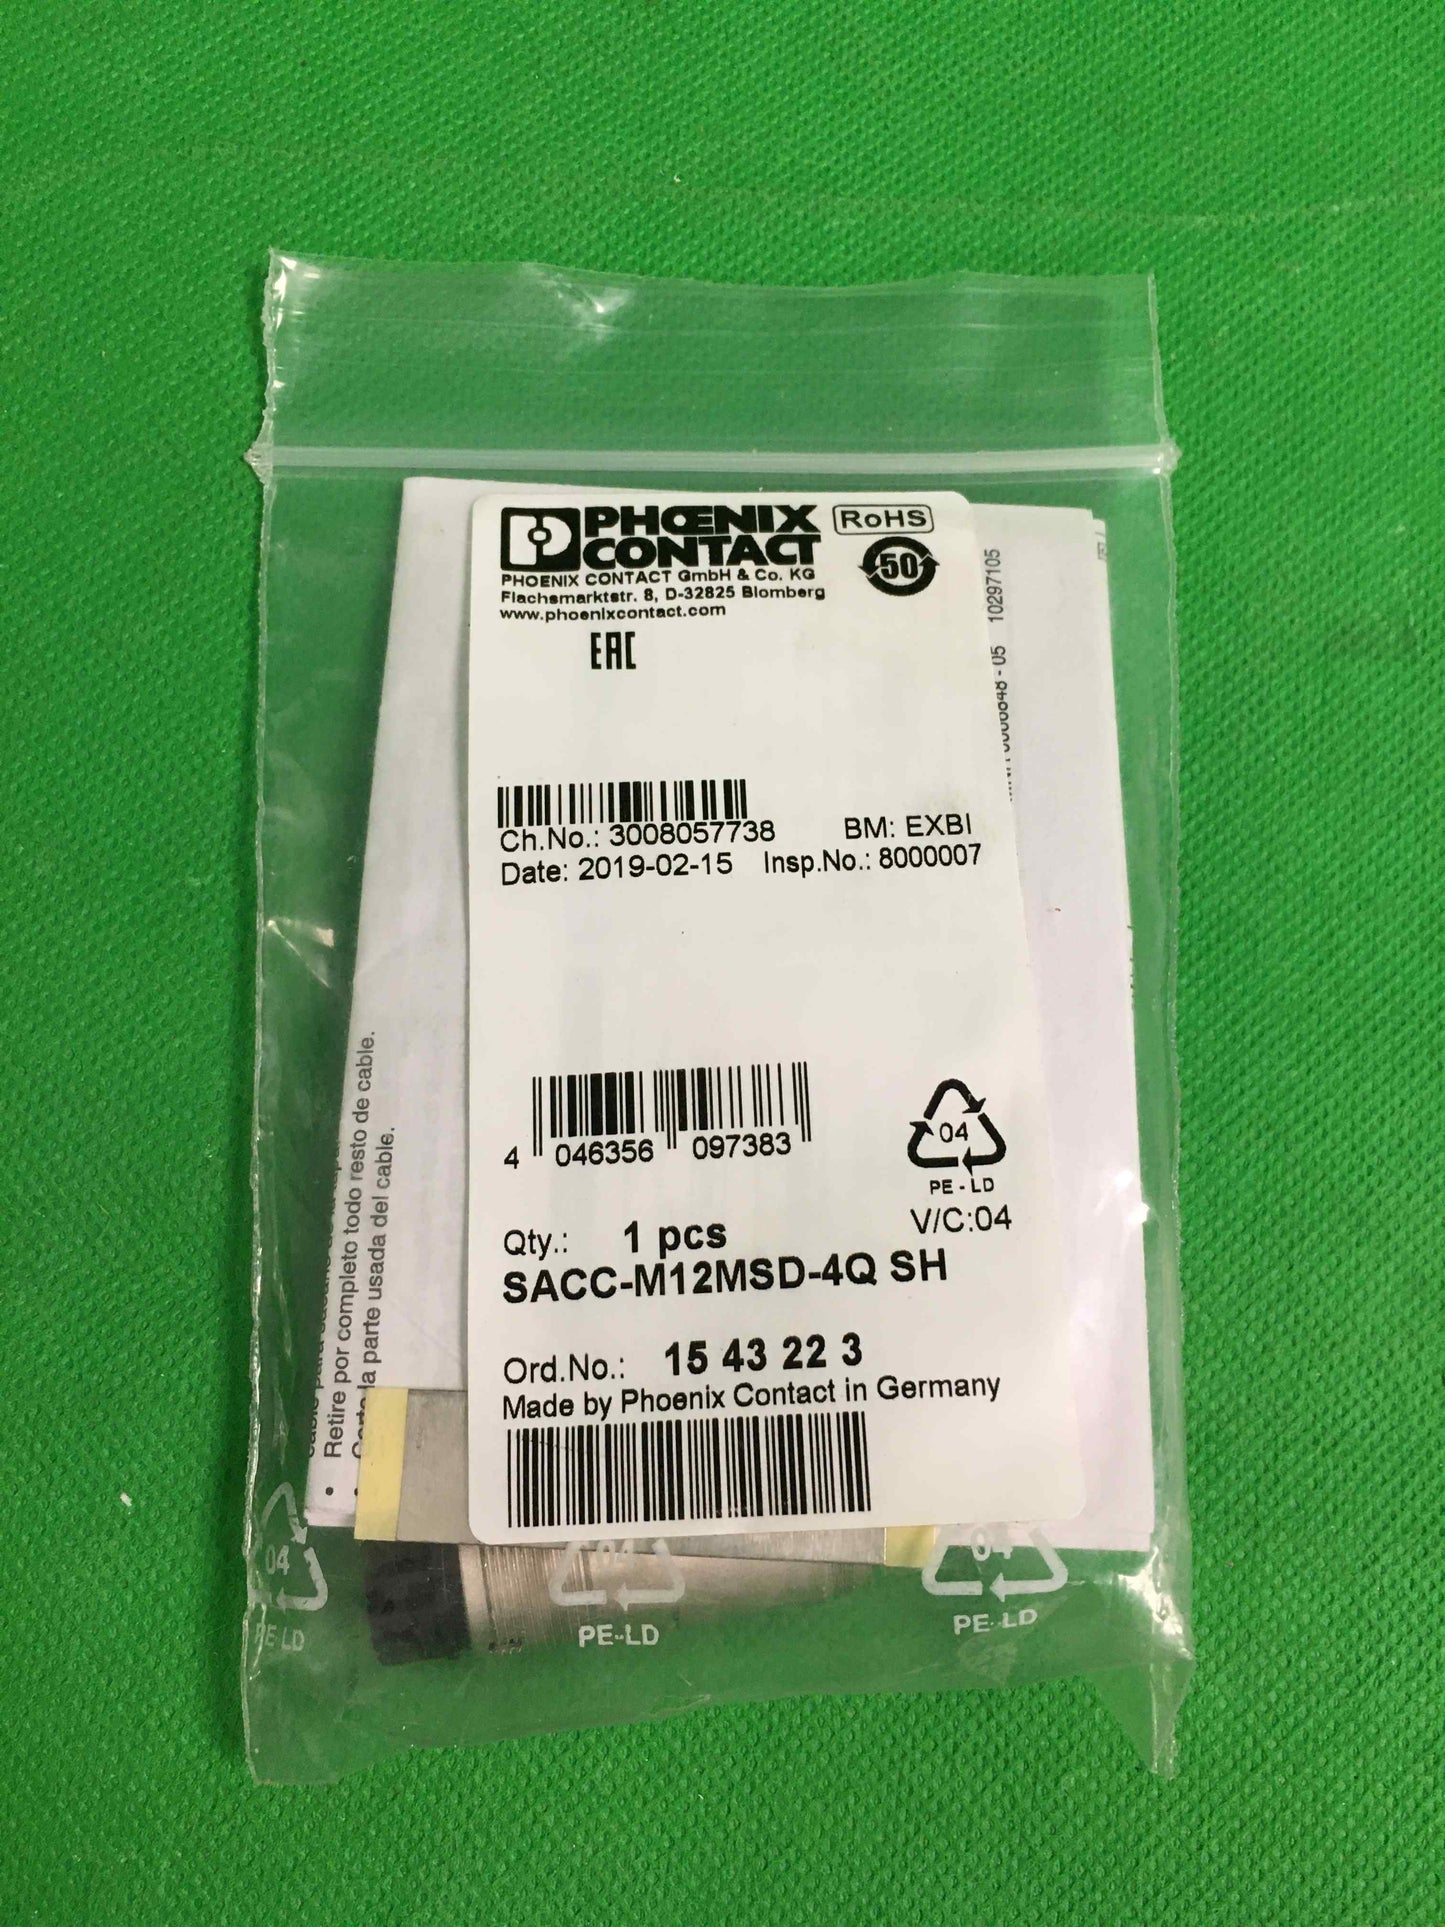 PHŒNIX
CONTACT
RoHS
50
PHOENIX CONTACT GmbH & Co. KG
Flachsmarktstr. 8, D-32825 Blomberg
www.phoenixcontact.com
EAC
Ch.No.: 3008057738 BM: EXBI
Date: 2019-02-15 Insp.No.: 8000007
4 046356 097383
04
PE-LD
V/C:04
Qty.: 1 pcs
SACC-M12MSD-4Q SH
Ord.No.: 15 43 22 3
Made by Phoenix Contact in Germany
- 05 10297105
• Retire por completo todo resto de cable.
la parte usada del cable.
04
PE-LD
04
PE-LD
04
PE-LD